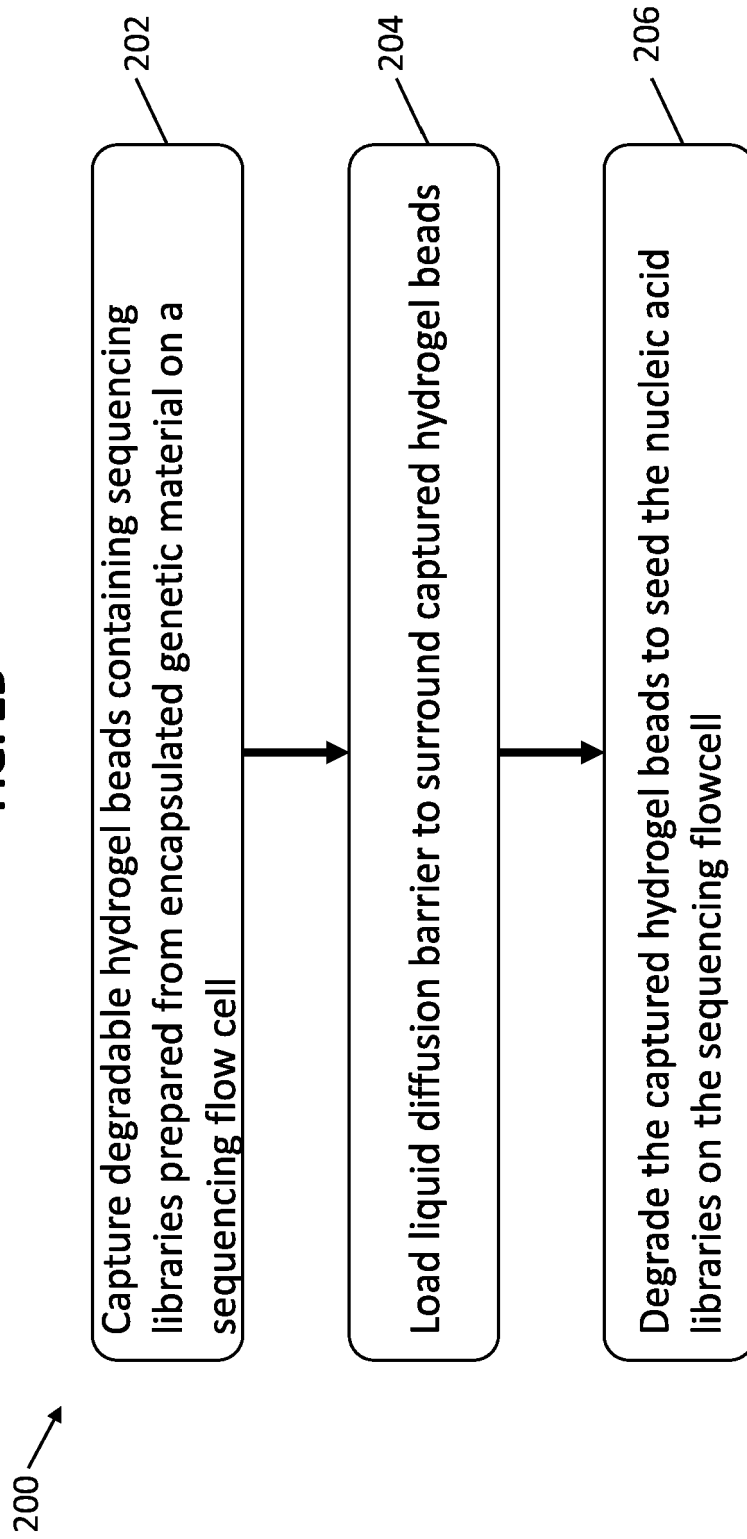 200
Capture degradable hydrogel beads containing sequencing
libraries prepared from encapsulated genetic material on a
sequencing flow cell
202
Load liquid diffusion barrier to surround captured hydrogel beads
204
Degrade the captured hydrogel beads to seed the nucleic acid
libraries on the sequencing flowcell
206